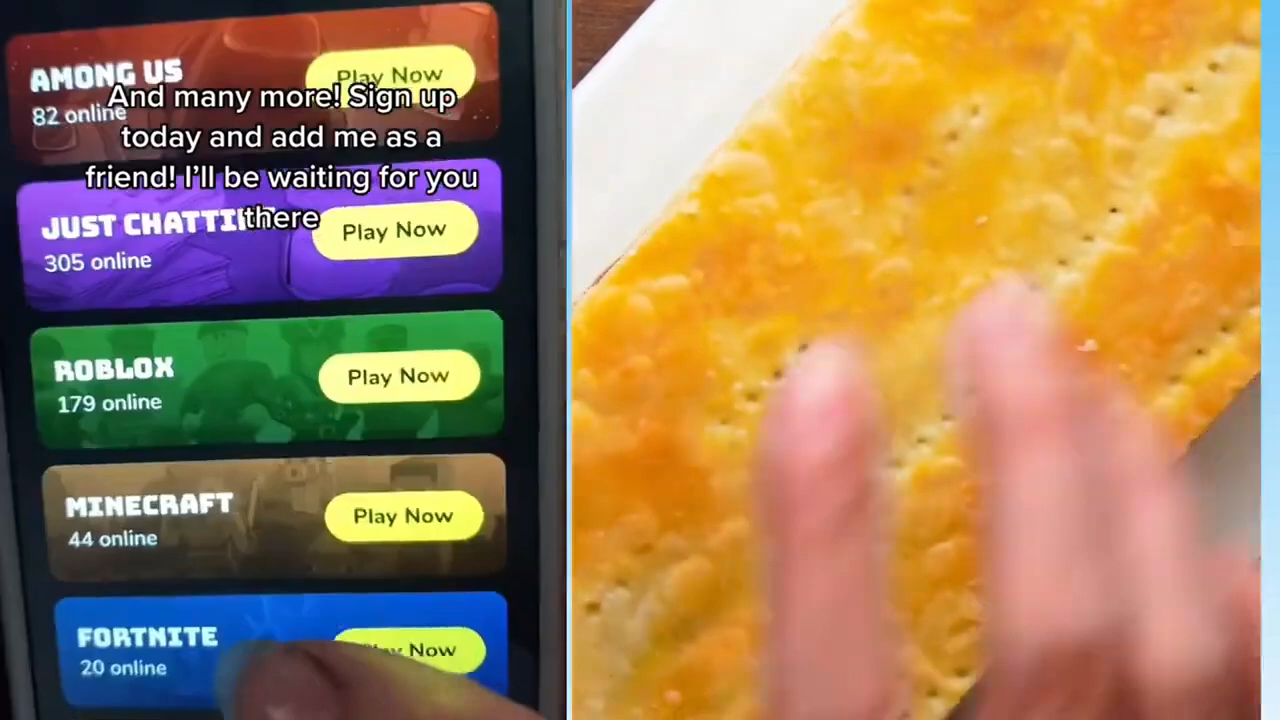 AMONG US
Play Now
82 online
And many more! Sign up
today and add me as a
friend! I'll be waiting for you
there
JUST CHATTI
Play Now
305 online
ROBLOX
Play Now
179 online
MINECRAFT
Play Now
44 online
FORTNITE
Play Now
20 online